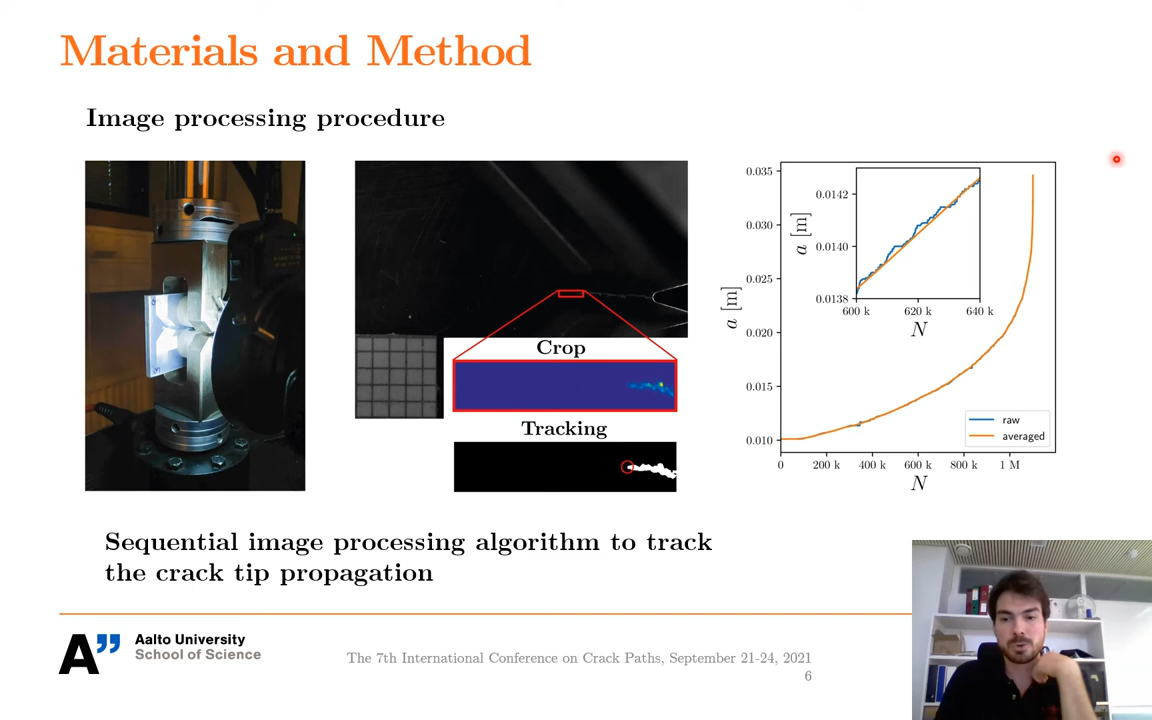 Materials and Method
Image processing procedure
Crop
Tracking
0.035
0.030
0.025
0.020
0.015
0.010
a [m]
0
200 k
400 k
600 k
800 k
1 M
N
0.0142
0.0140
0.0138
a [m]
600 k
620 k
640 k
N
raw
averaged
Sequential image processing algorithm to track
the crack tip propagation
A”
Aalto University
School of Science
The 7th International Conference on Crack Paths, September 21-24, 2021
6